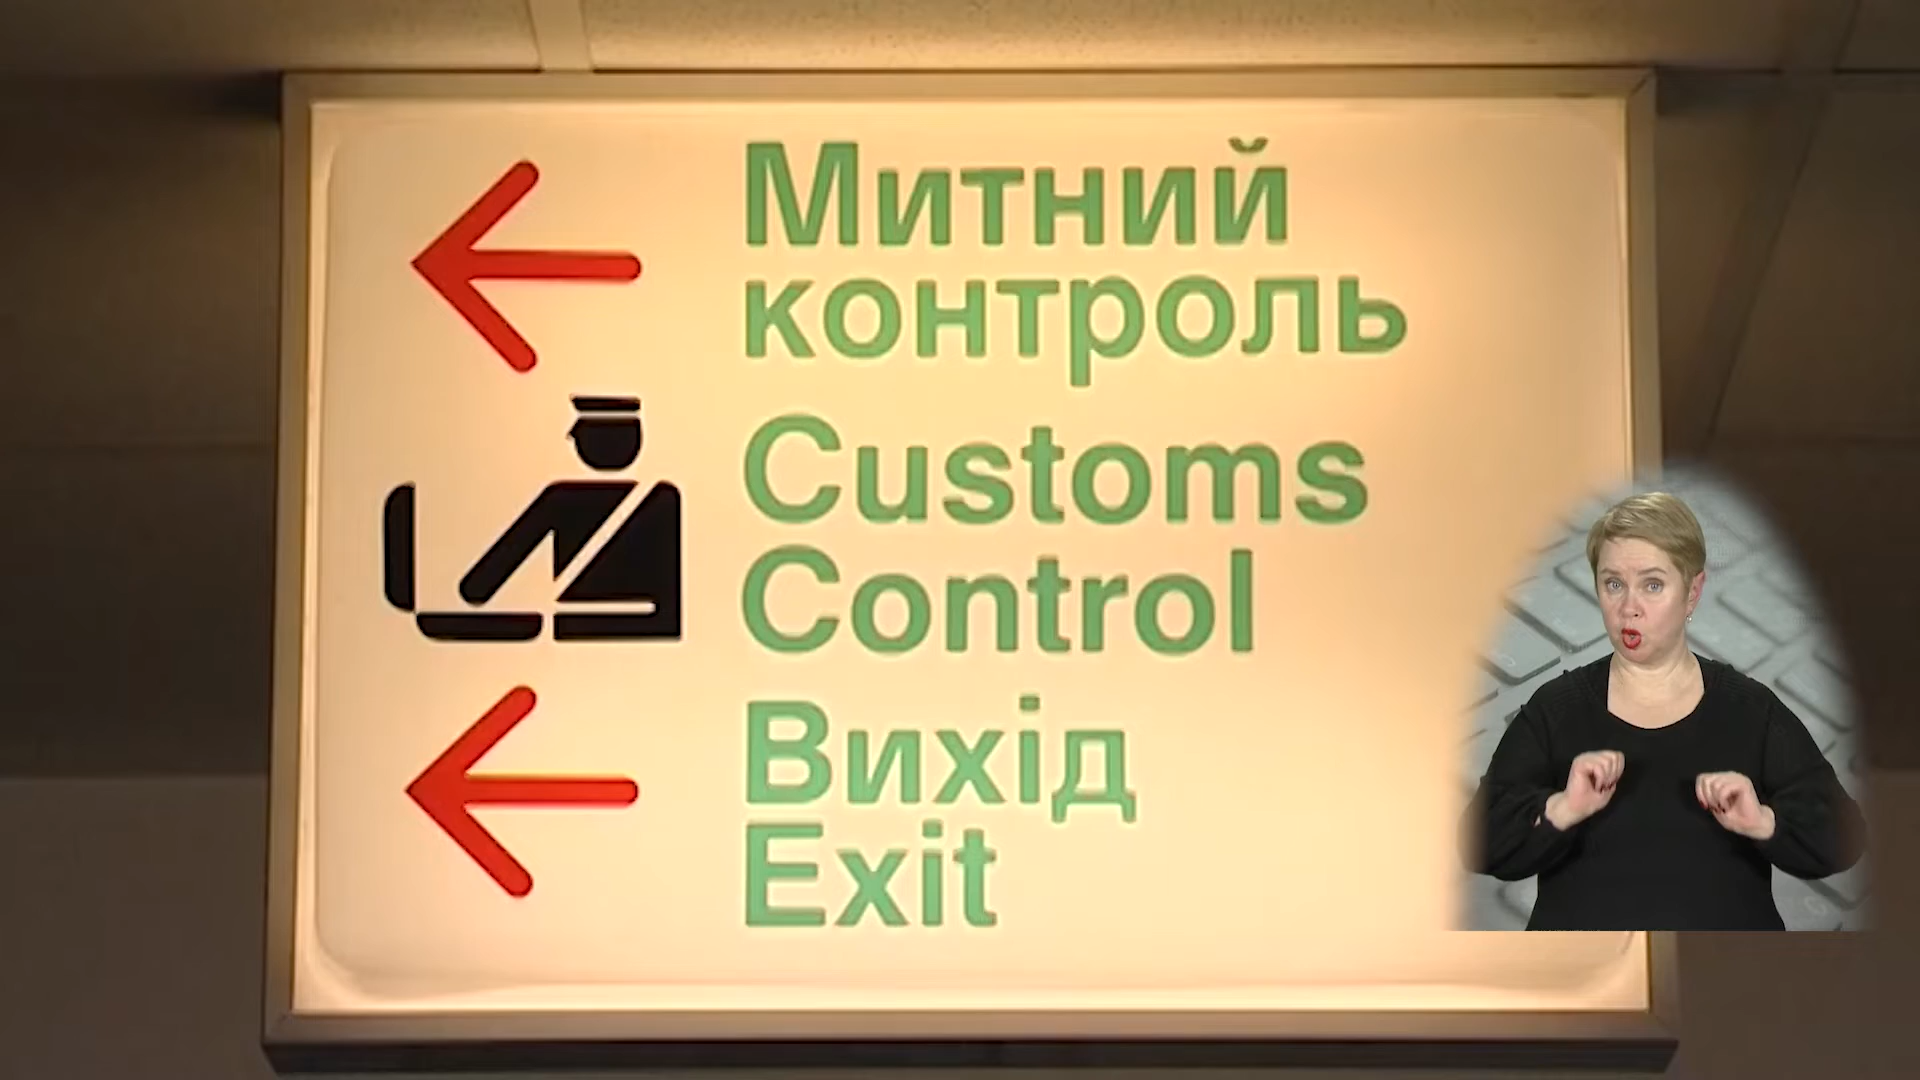 Митний
контроль
Customs
Control
Вихід
Exit